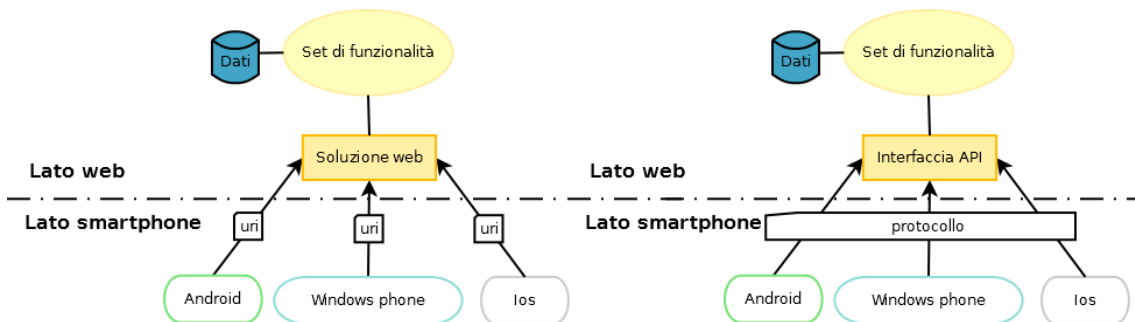 Set di funzionalità
Dati
Soluzione web
Lato web
Lato smartphone
uri
uri
uri
Android
Windows phone
Ios
Set di funzionalità
Dati
Interfaccia API
Lato web
Lato smartphone
protocollo
Android
Windows phone
Ios